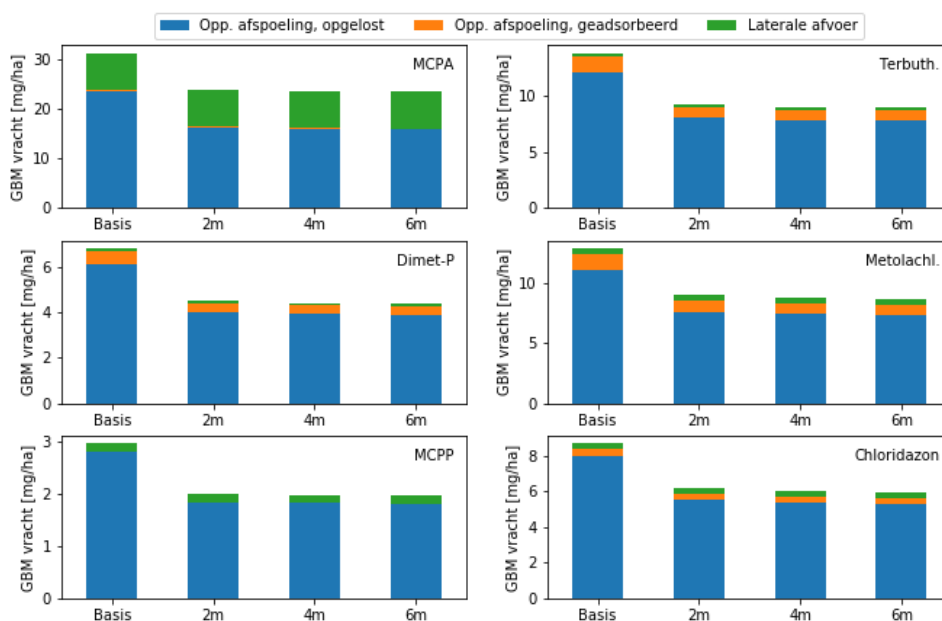 Opp. afspoeling, opgelost Opp. afspoeling, geadsorbeerd Laterale afvoer
GBM vracht [mg/ha]
30
20
10
0
MCPA
Basis 2m 4m 6m
GBM vracht [mg/ha]
10
5
0
Terbuth.
Basis 2m 4m 6m
GBM vracht [mg/ha]
6
4
2
0
Dimet-P
Basis 2m 4m 6m
GBM vracht [mg/ha]
10
5
0
Metolachl.
Basis 2m 4m 6m
GBM vracht [mg/ha]
3
2
1
0
MCPP
Basis 2m 4m 6m
GBM vracht [mg/ha]
8
6
4
2
0
Chloridazon
Basis 2m 4m 6m